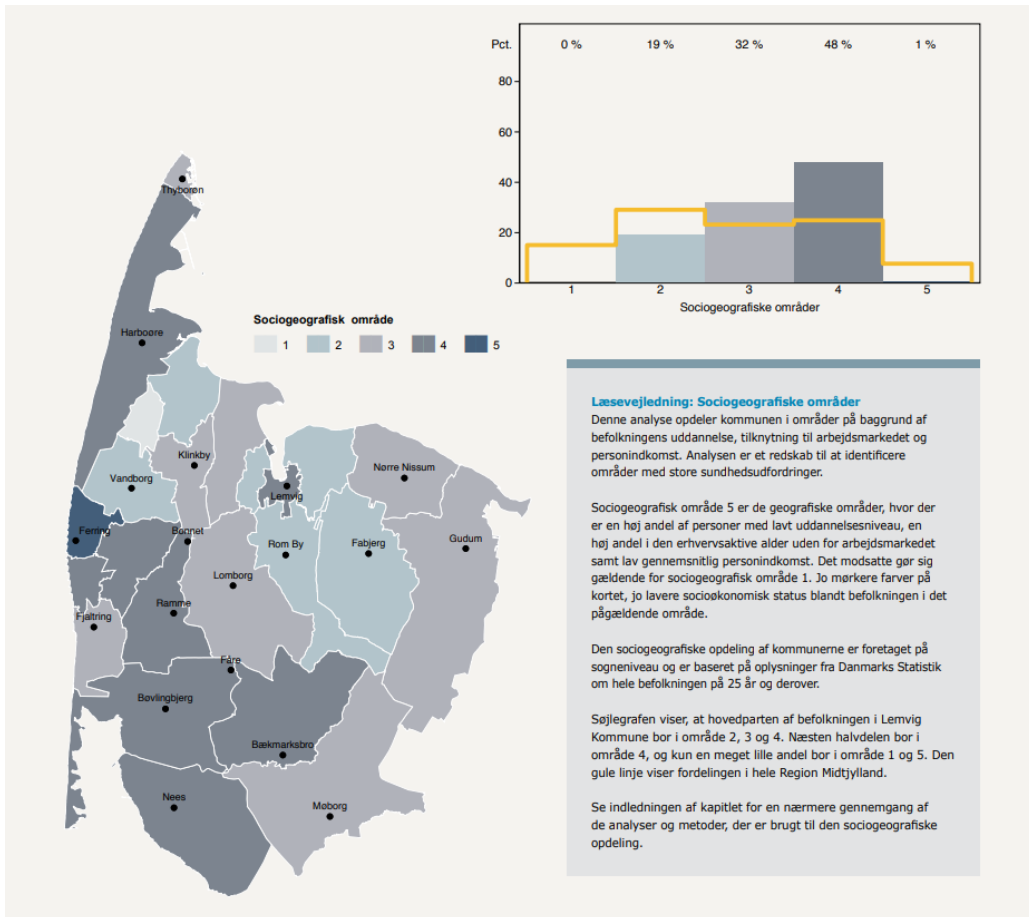 Pct.
0 %
19 %
32 %
48 %
1 %
80
60
40
20
0
1
2
3
4
5
Sociogeografiske områder
Thyborøn
Harboøre
Sociogeografisk område
1
2
3
4
5
Klinkby
Vandborg
Lemvig
Nørre Nissum
Ferring
Bonnet
Rom By
Fabjerg
Gudum
Lomborg
Ramme
Fjaltring
Fåre
Bøvlingbjerg
Bækmarksbro
Nees
Møborg
Læsevejledning: Sociogeografiske områder
Denne analyse opdeler kommunen i områder på baggrund af
befolkningens uddannelse, tilknytning til arbejdsmarkedet og
personindkomst. Analysen er et redskab til at identificere
områder med store sundhedsudfordringer.
Sociogeografisk område 5 er de geografiske områder, hvor der
er en høj andel af personer med lavt uddannelsesniveau, en
høj andel i den erhvervsaktive alder uden for arbejdsmarkedet
samt lav gennemsnitlig personindkomst. Det modsatte gør sig
gældende for sociogeografisk område 1. Jo mørkere farver på
kortet, jo lavere socioøkonomisk status blandt befolkningen i det
pågældende område.
Den sociogeografiske opdeling af kommunerne er foretaget på
sogneniveau og er baseret på oplysninger fra Danmarks Statistik
om hele befolkningen på 25 år og derover.
Søjlegrafen viser, at hovedparten af befolkningen i Lemvig
Kommune bor i område 2, 3 og 4. Næsten halvdelen bor i
område 4, og kun en meget lille andel bor i område 1 og 5. Den
gule linje viser fordelingen i hele Region Midtjylland.
Se indledningen af kapitlet for en nærmere gennemgang af
de analyser og metoder, der er brugt til den sociogeografiske
opdeling.